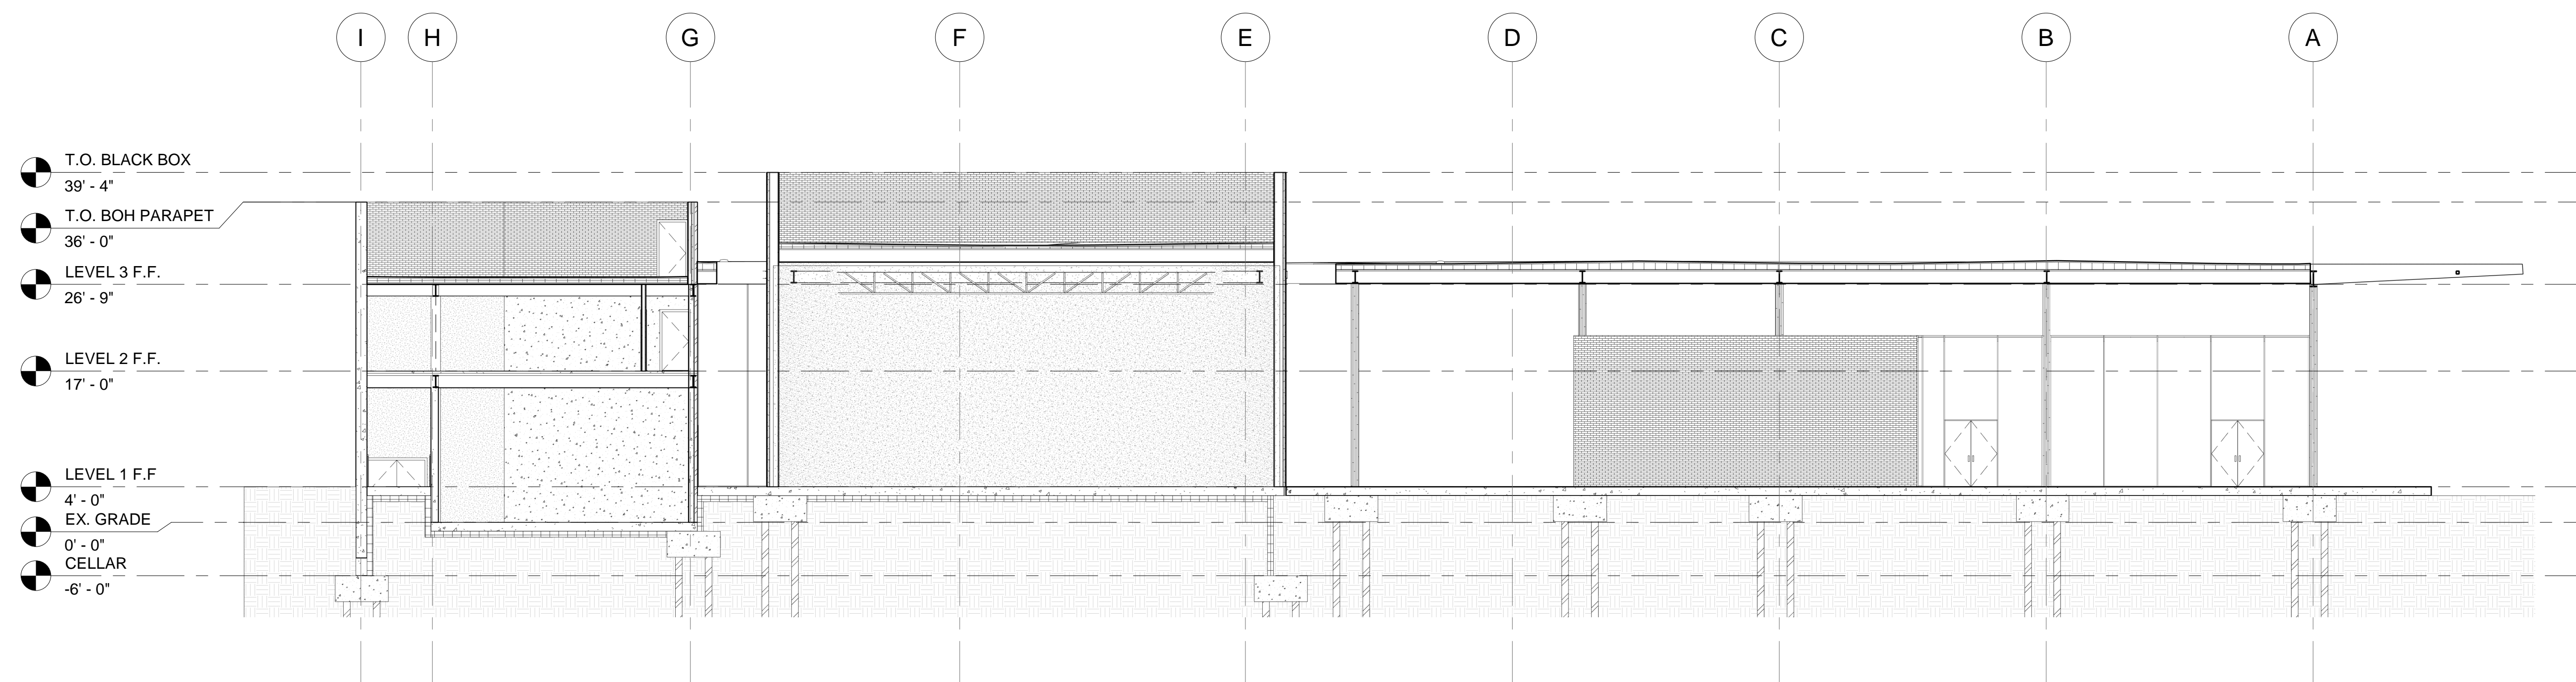 I H G F E D C B A
T.O. BLACK BOX
39' - 4"
T.O. BOH PARAPET
36' - 0"
LEVEL 3 F.F.
26' - 9"
LEVEL 2 F.F.
17' - 0"
LEVEL 1 F.F
4' - 0"
EX. GRADE
0' - 0"
CELLAR
-6' - 0"